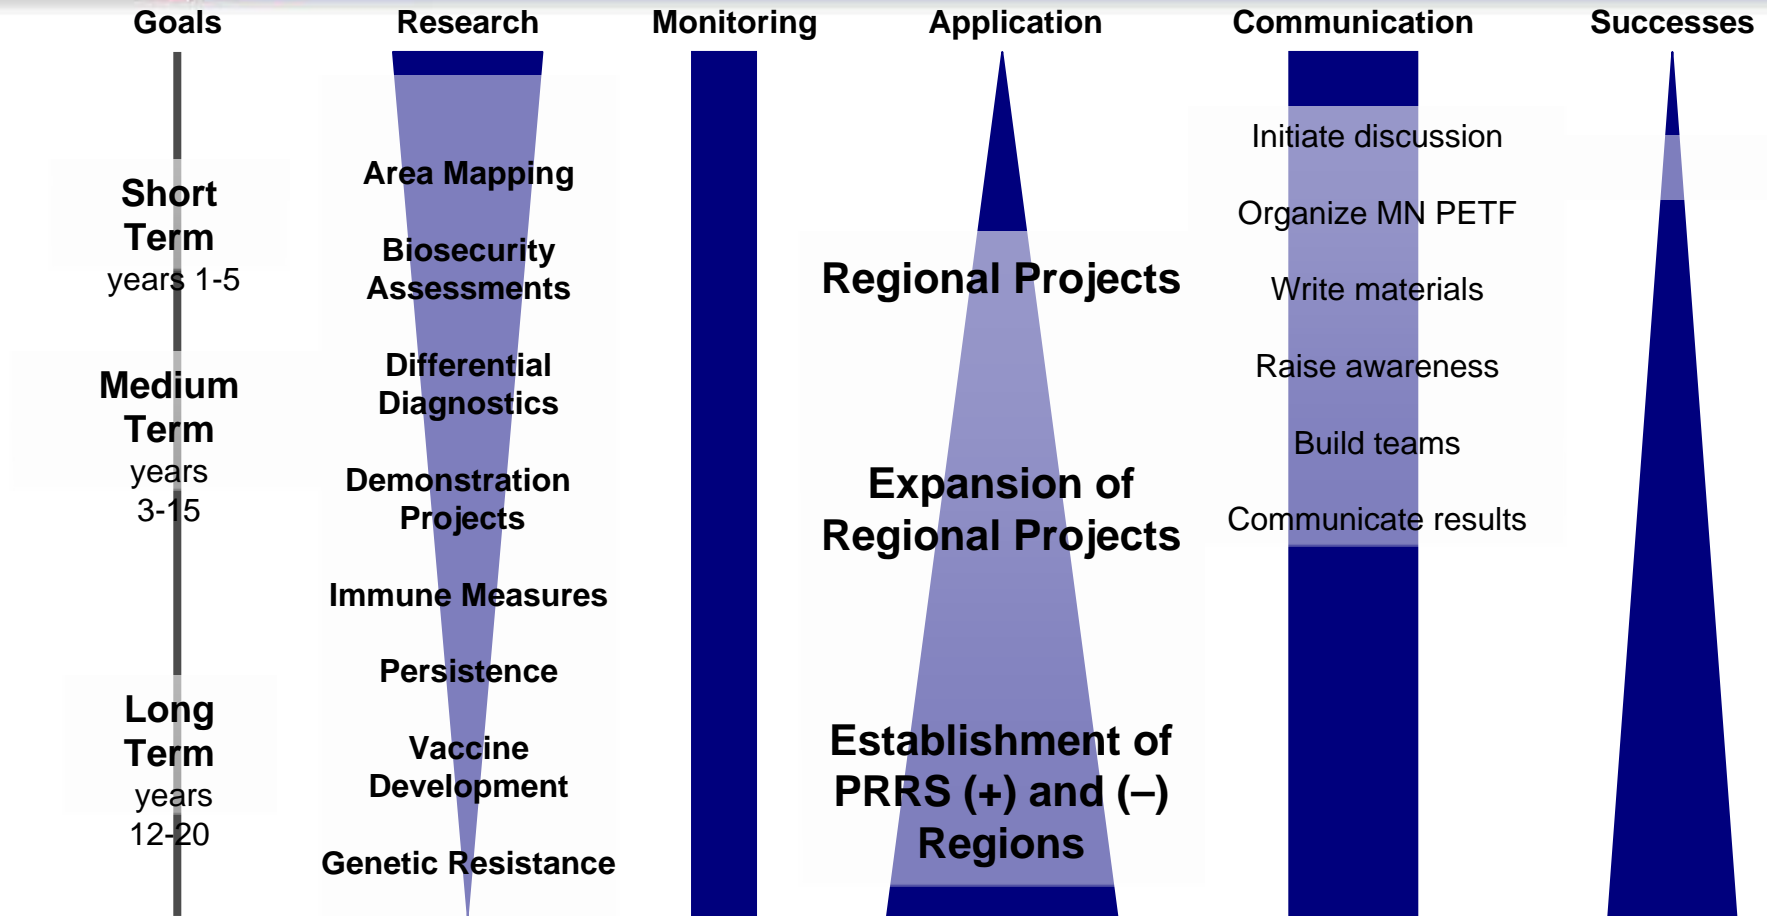 Goals
Research
Monitoring
Application
Communication
Successes
Short
Term
years 1-5
Medium
Term
years
3-15
Long
Term
years
12-20
Area Mapping
Biosecurity
Assessments
Differential
Diagnostics
Demonstration
Projects
Immune Measures
Persistence
Vaccine
Development
Genetic Resistance
Regional Projects
Expansion of
Regional Projects
Establishment of
PRRS (+) and (–)
Regions
Initiate discussion
Organize MN PETF
Write materials
Raise awareness
Build teams
Communicate results